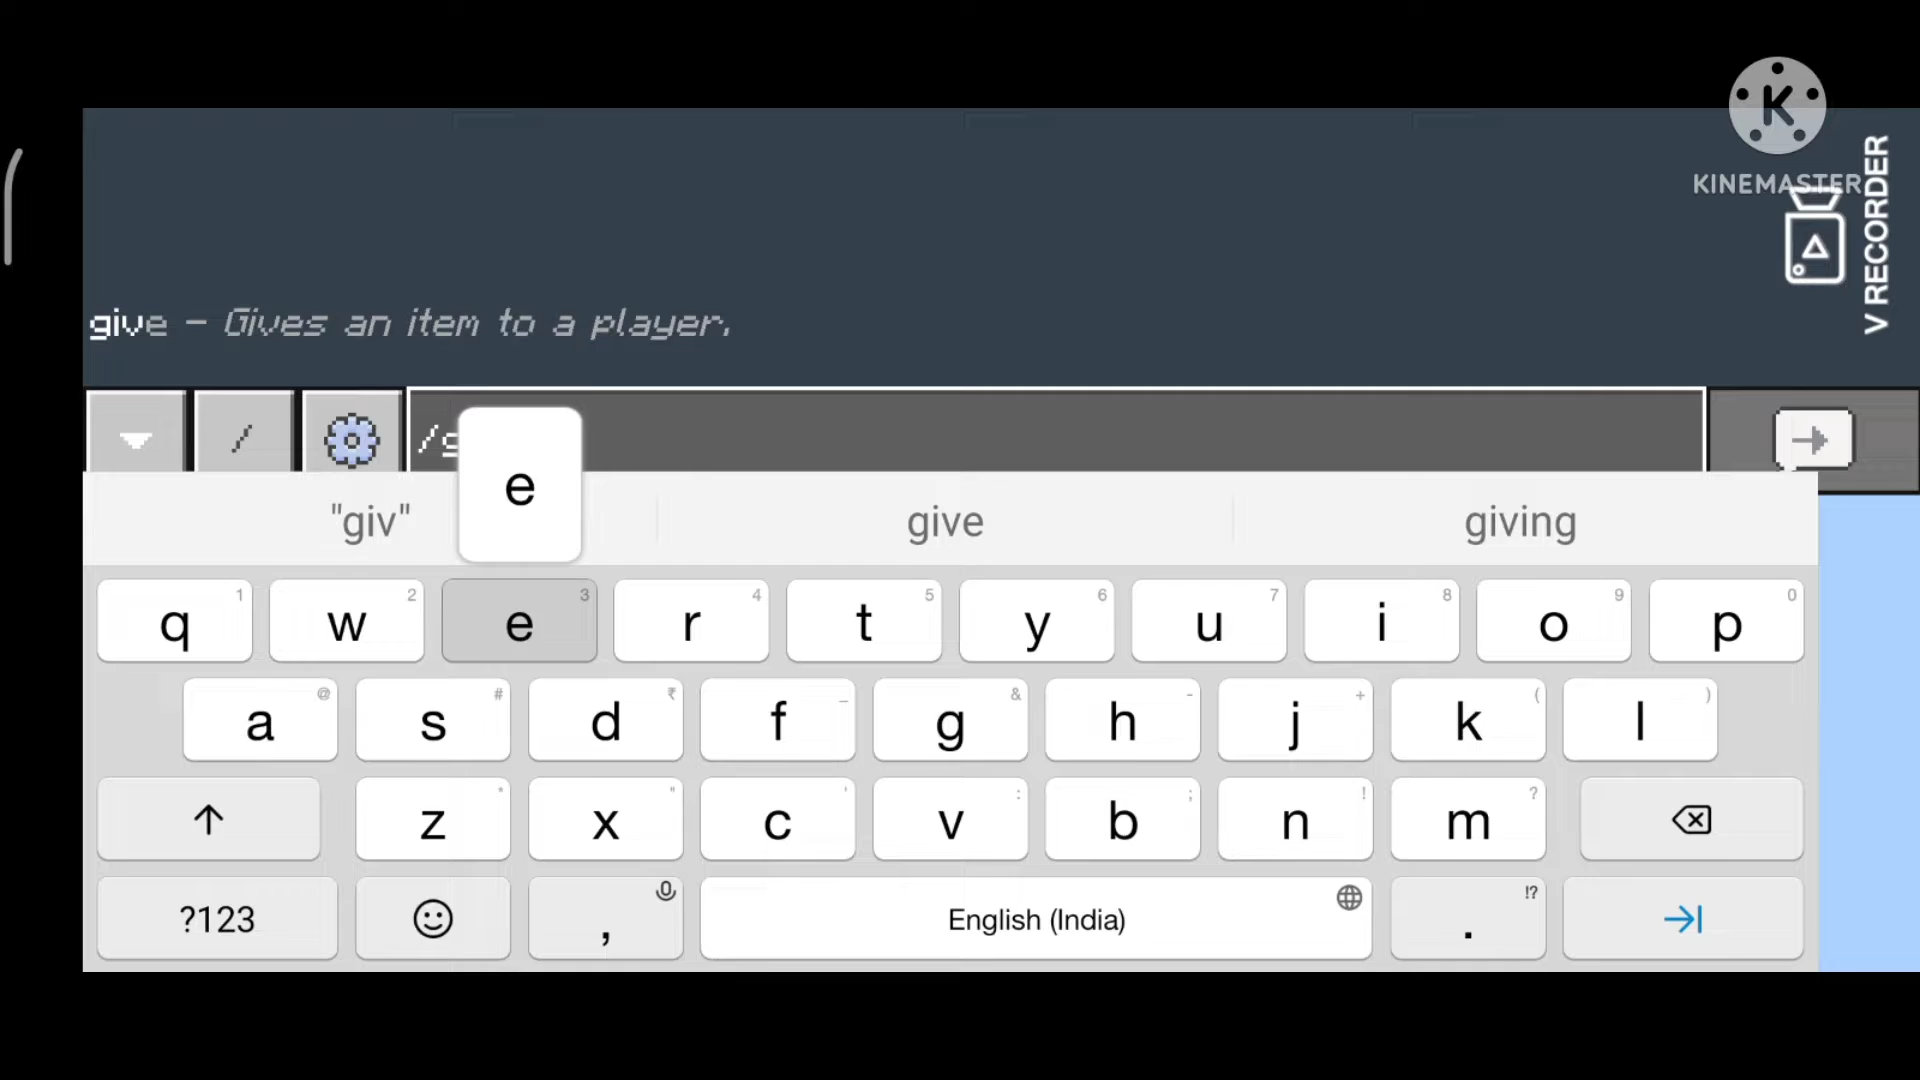 K
KINEMASTER
V RECORDER
give - Gives an item to a player.
/
/g
e
"giv" give giving
q 1 w 2 e 3 r 4 t 5 y 6 u 7 i 8 o 9 p 0
a @ s # d ₹ f _ g & h - j + k ( l )
z * x " c ' v : b ; n ! m ?
?123 , English (India) . !?